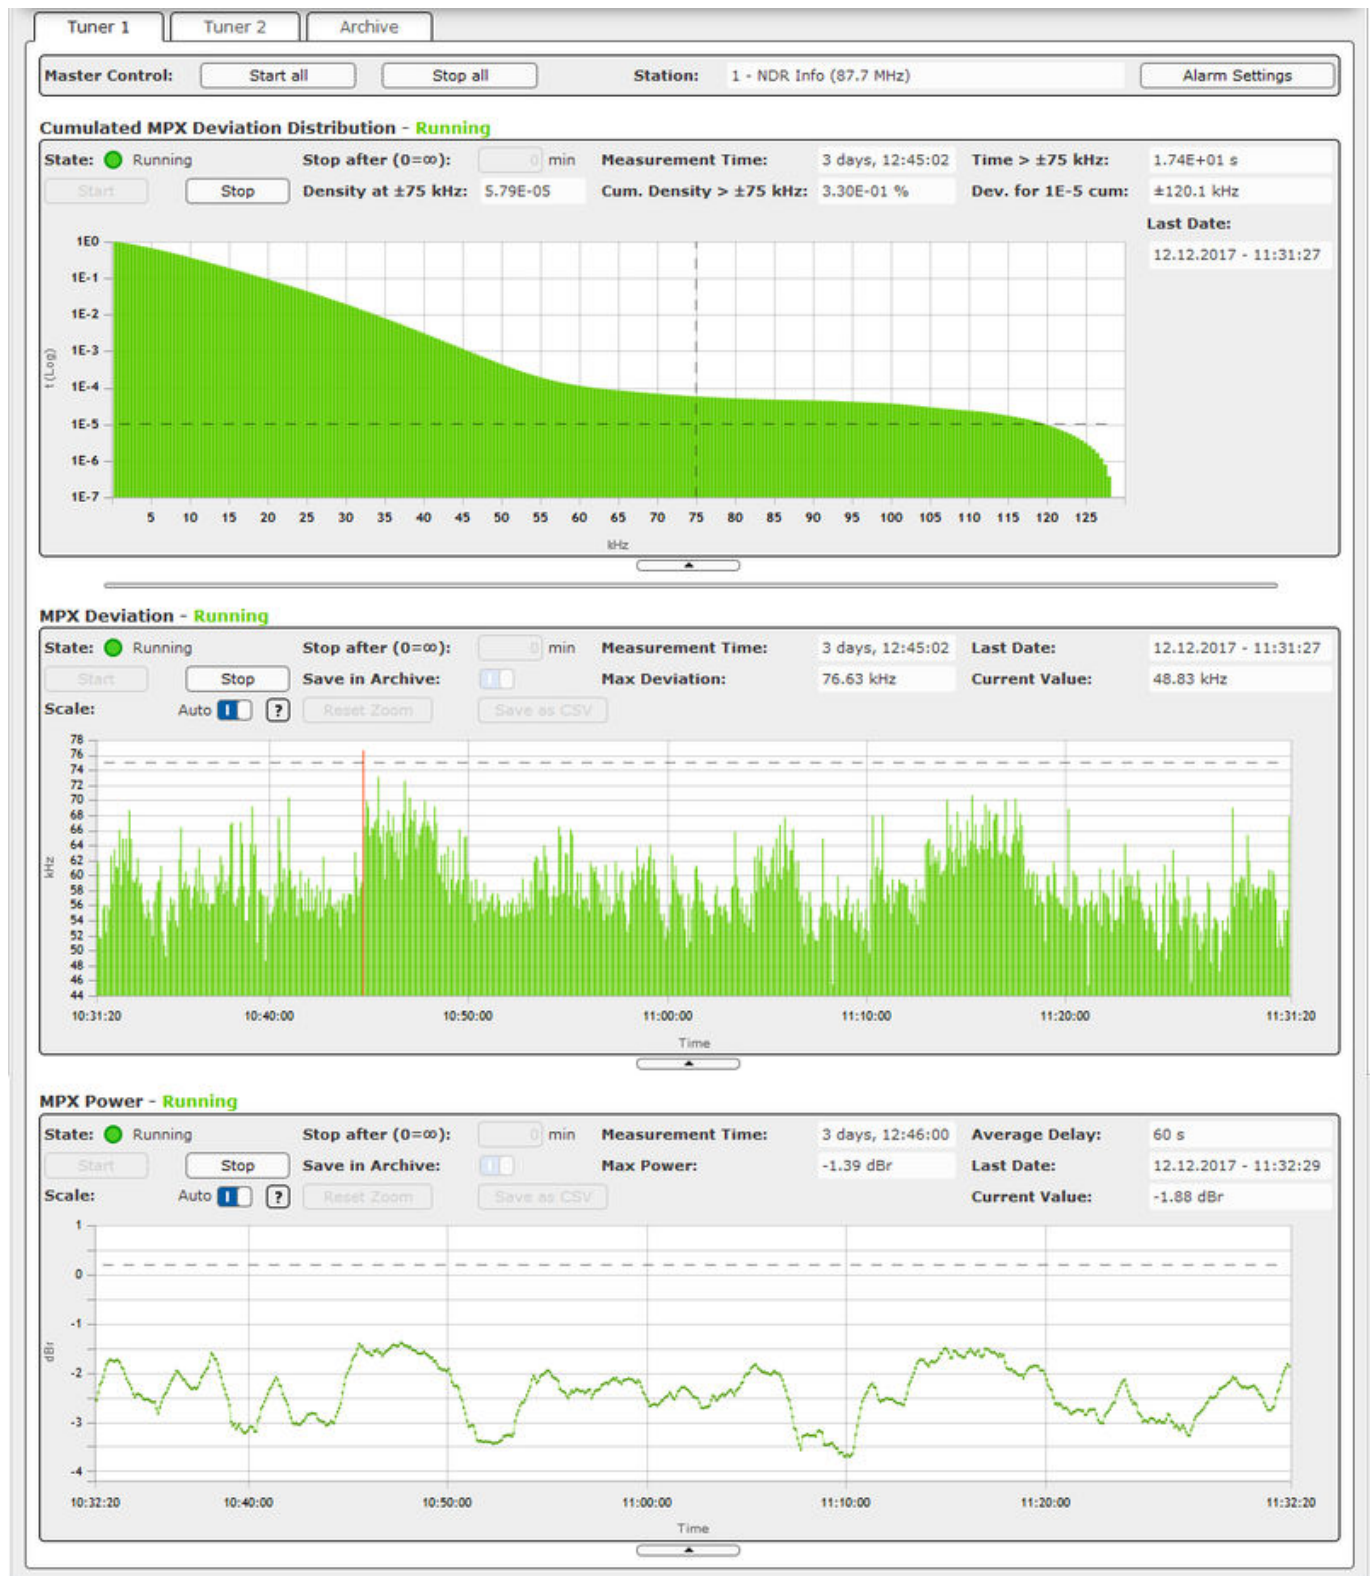 Tuner 1 Tuner 2 Archive
Master Control: Start all Stop all Station: 1 - NDR Info (87.7 MHz) Alarm Settings
Cumulated MPX Deviation Distribution - Running
State: Running Stop after (0=∞): 0 min Measurement Time: 3 days, 12:45:02 Time > ±75 kHz: 1.74E+01 s
Start Stop Density at ±75 kHz: 5.79E-05 Cum. Density > ±75 kHz: 3.30E-01 % Dev. for 1E-5 cum: ±120.1 kHz
Last Date:
12.12.2017 - 11:31:27
1E0
1E-1
1E-2
1E-3
1E-4
1E-5
1E-6
1E-7
t (Log)
5 10 15 20 25 30 35 40 45 50 55 60 65 70 75 80 85 90 95 100 105 110 115 120 125
kHz
MPX Deviation - Running
State: Running Stop after (0=∞): 0 min Measurement Time: 3 days, 12:45:02 Last Date: 12.12.2017 - 11:31:27
Start Stop Save in Archive: Max Deviation: 76.63 kHz Current Value: 48.83 kHz
Scale: Auto ? Reset Zoom Save as CSV
78
76
74
72
70
68
66
64
62
60
58
56
54
52
50
48
46
44
kHz
10:31:20 10:40:00 10:50:00 11:00:00 11:10:00 11:20:00 11:31:20
Time
MPX Power - Running
State: Running Stop after (0=∞): 0 min Measurement Time: 3 days, 12:46:00 Average Delay: 60 s
Start Stop Save in Archive: Max Power: -1.39 dBr Last Date: 12.12.2017 - 11:32:29
Scale: Auto ? Reset Zoom Save as CSV Current Value: -1.88 dBr
1
0
-1
-2
-3
-4
dBr
10:32:20 10:40:00 10:50:00 11:00:00 11:10:00 11:20:00 11:32:20
Time